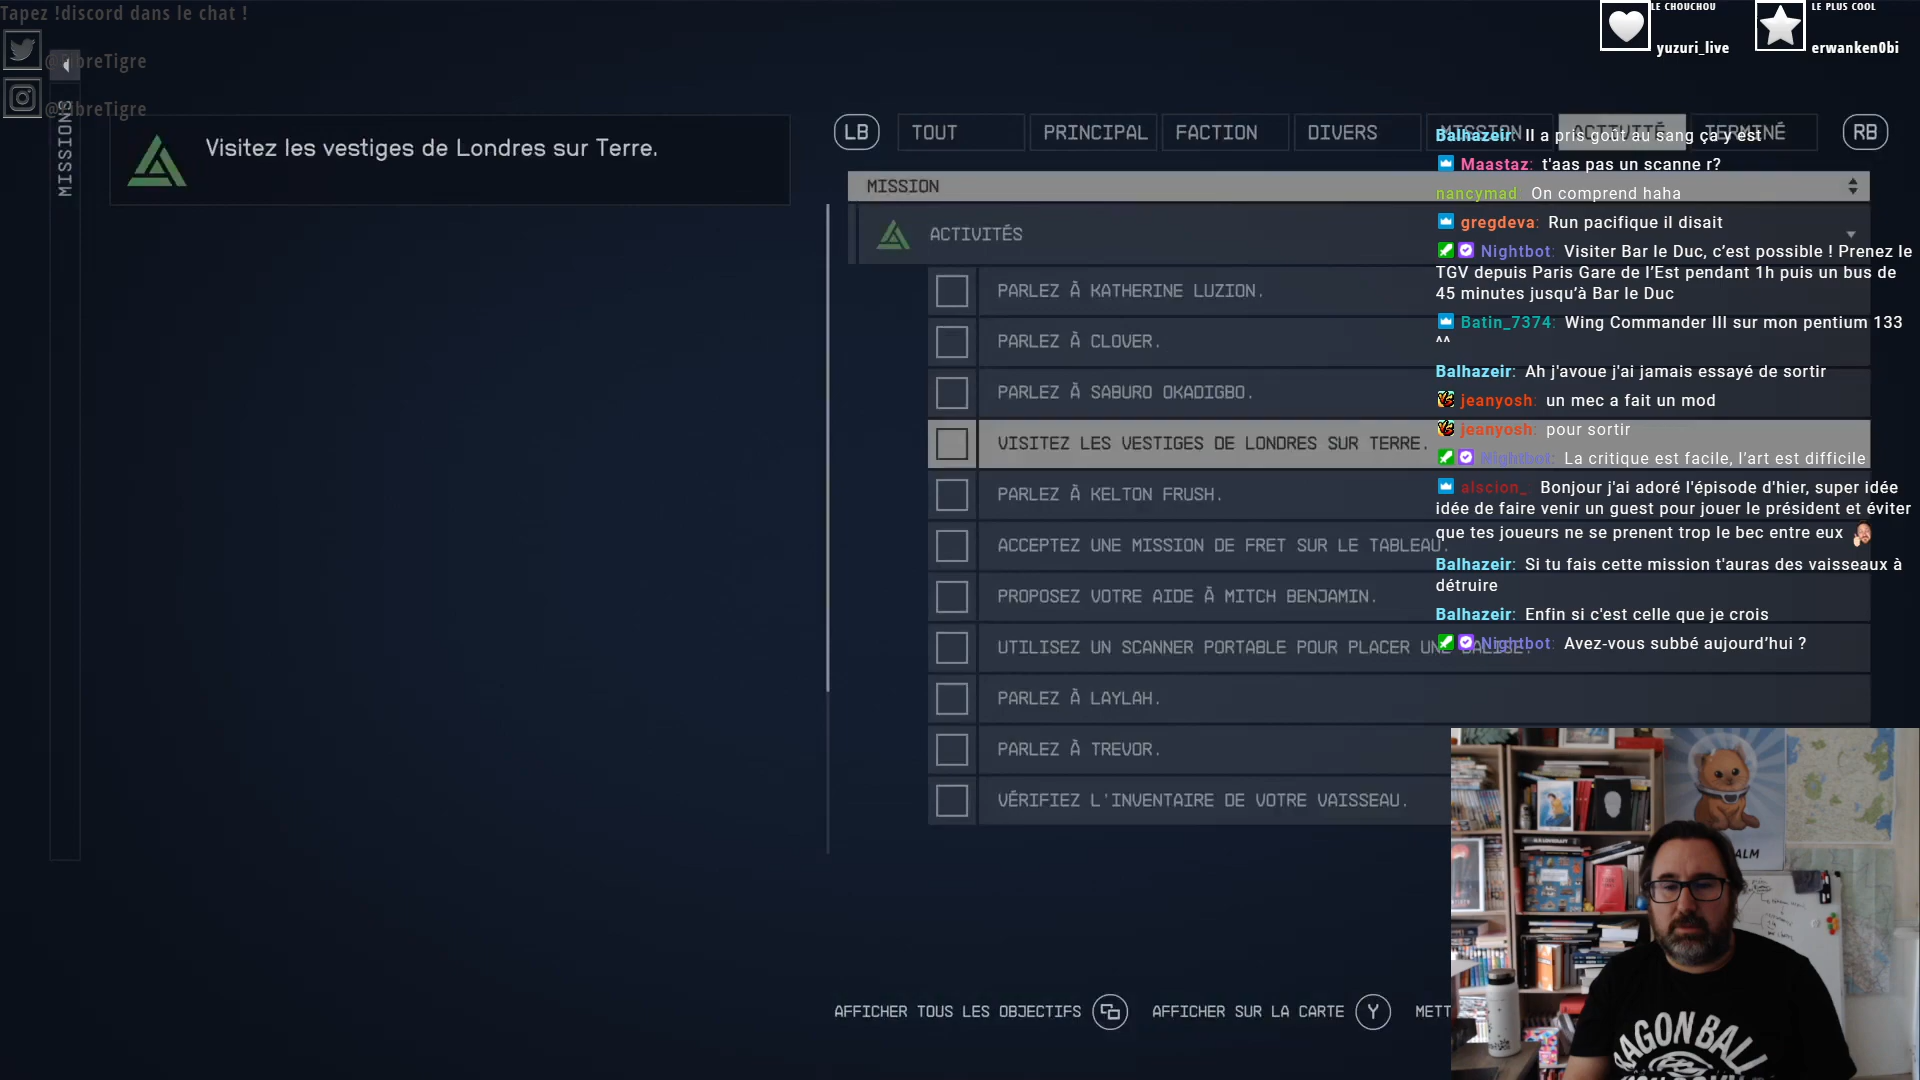 Tapez !discord dans le chat !
LE CHOUCHOU
yuzuri_live
LE PLUS COOL
erwanken0bi
MISSIONS
Visitez les vestiges de Londres sur Terre.
LB
TOUT
PRINCIPAL
FACTION
DIVERS
MISSION
ACTIVITÉ
TERMINÉ
RB
MISSION
ACTIVITÉS
PARLEZ À KATHERINE LUZION.
PARLEZ À CLOVER.
PARLEZ À SABURO OKADIGBO.
VISITEZ LES VESTIGES DE LONDRES SUR TERRE.
PARLEZ À KELTON FRUSH.
ACCEPTEZ UNE MISSION DE FRET SUR LE TABLEAU.
PROPOSEZ VOTRE AIDE À MITCH BENJAMIN.
UTILISEZ UN SCANNER PORTABLE POUR PLACER UNE BALISE.
PARLEZ À LAYLAH.
PARLEZ À TREVOR.
VÉRIFIEZ L'INVENTAIRE DE VOTRE VAISSEAU.
Balhazeir: Il a pris goût au sang ça y est
Maastaz: t'aas pas un scanne r?
nancymad On comprend haha
gregdeva: Run pacifique il disait
Nightbot: Visiter Bar le Duc, c’est possible ! Prenez le
TGV depuis Paris Gare de l’Est pendant 1h puis un bus de
45 minutes jusqu’à Bar le Duc
Batin_7374: Wing Commander III sur mon pentium 133
^^
Balhazeir: Ah j'avoue j'ai jamais essayé de sortir
jeanyosh: un mec a fait un mod
jeanyosh: pour sortir
Nightbot: La critique est facile, l’art est difficile
alscion_: Bonjour j'ai adoré l'épisode d'hier, super idée
idée de faire venir un guest pour jouer le président et éviter
que tes joueurs ne se prenent trop le bec entre eux
Balhazeir: Si tu fais cette mission t'auras des vaisseaux à
détruire
Balhazeir: Enfin si c'est celle que je crois
Nightbot: Avez-vous subbé aujourd’hui ?
AFFICHER TOUS LES OBJECTIFS
AFFICHER SUR LA CARTE
Y
METT